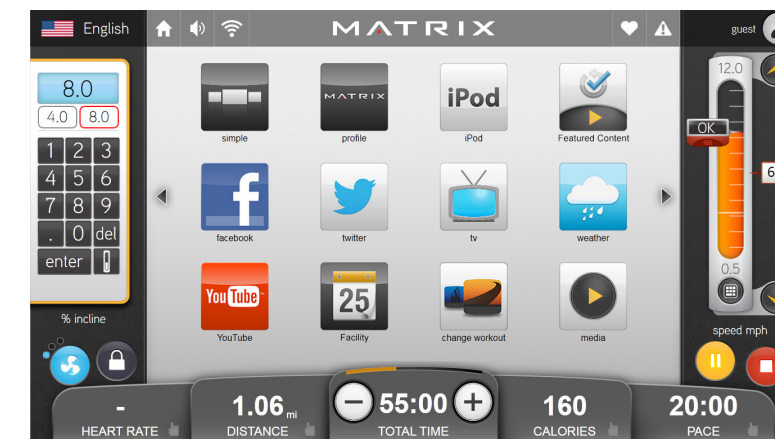 English
MATRIX
guest
8.0
4.0 8.0
1 2 3
4 5 6
7 8 9
. 0 del
enter
% incline
MATRIX
iPod
simple
profile
iPod
Featured Content
facebook
twitter
tv
weather
You Tube
25
YouTube
Facility
change workout
media
12.0
OK
6
0.5
speed mph
-
HEART RATE
1.06 mi
DISTANCE
55:00
TOTAL TIME
160
CALORIES
20:00
PACE